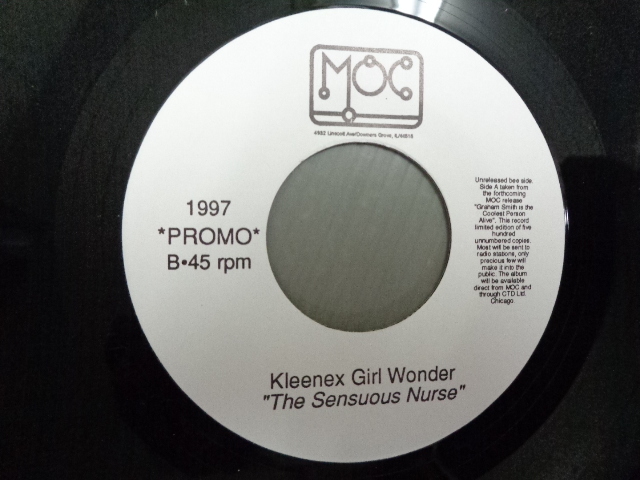 MOC
Downers Grove, IL
1997
*PROMO*
B•45 rpm
Unreleased bee side.
Side A taken from
the forthcoming
MOC release
"Graham Smith is the
Coolest Person
Alive". This record
limited edition of five
hundred
unnumbered copies.
Most will be sent to
radio stations, only
precious few will
make it into the
public. The album
will be available
direct from MOC and
through CTD Ltd.
Chicago.
Kleenex Girl Wonder
"The Sensuous Nurse"